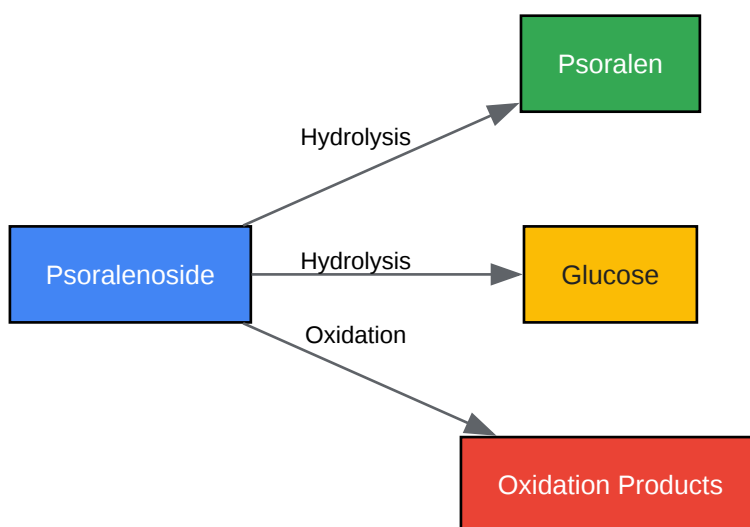 Psoralen
Hydrolysis
Psoralenoside
Hydrolysis
Glucose
Oxidation
Oxidation Products